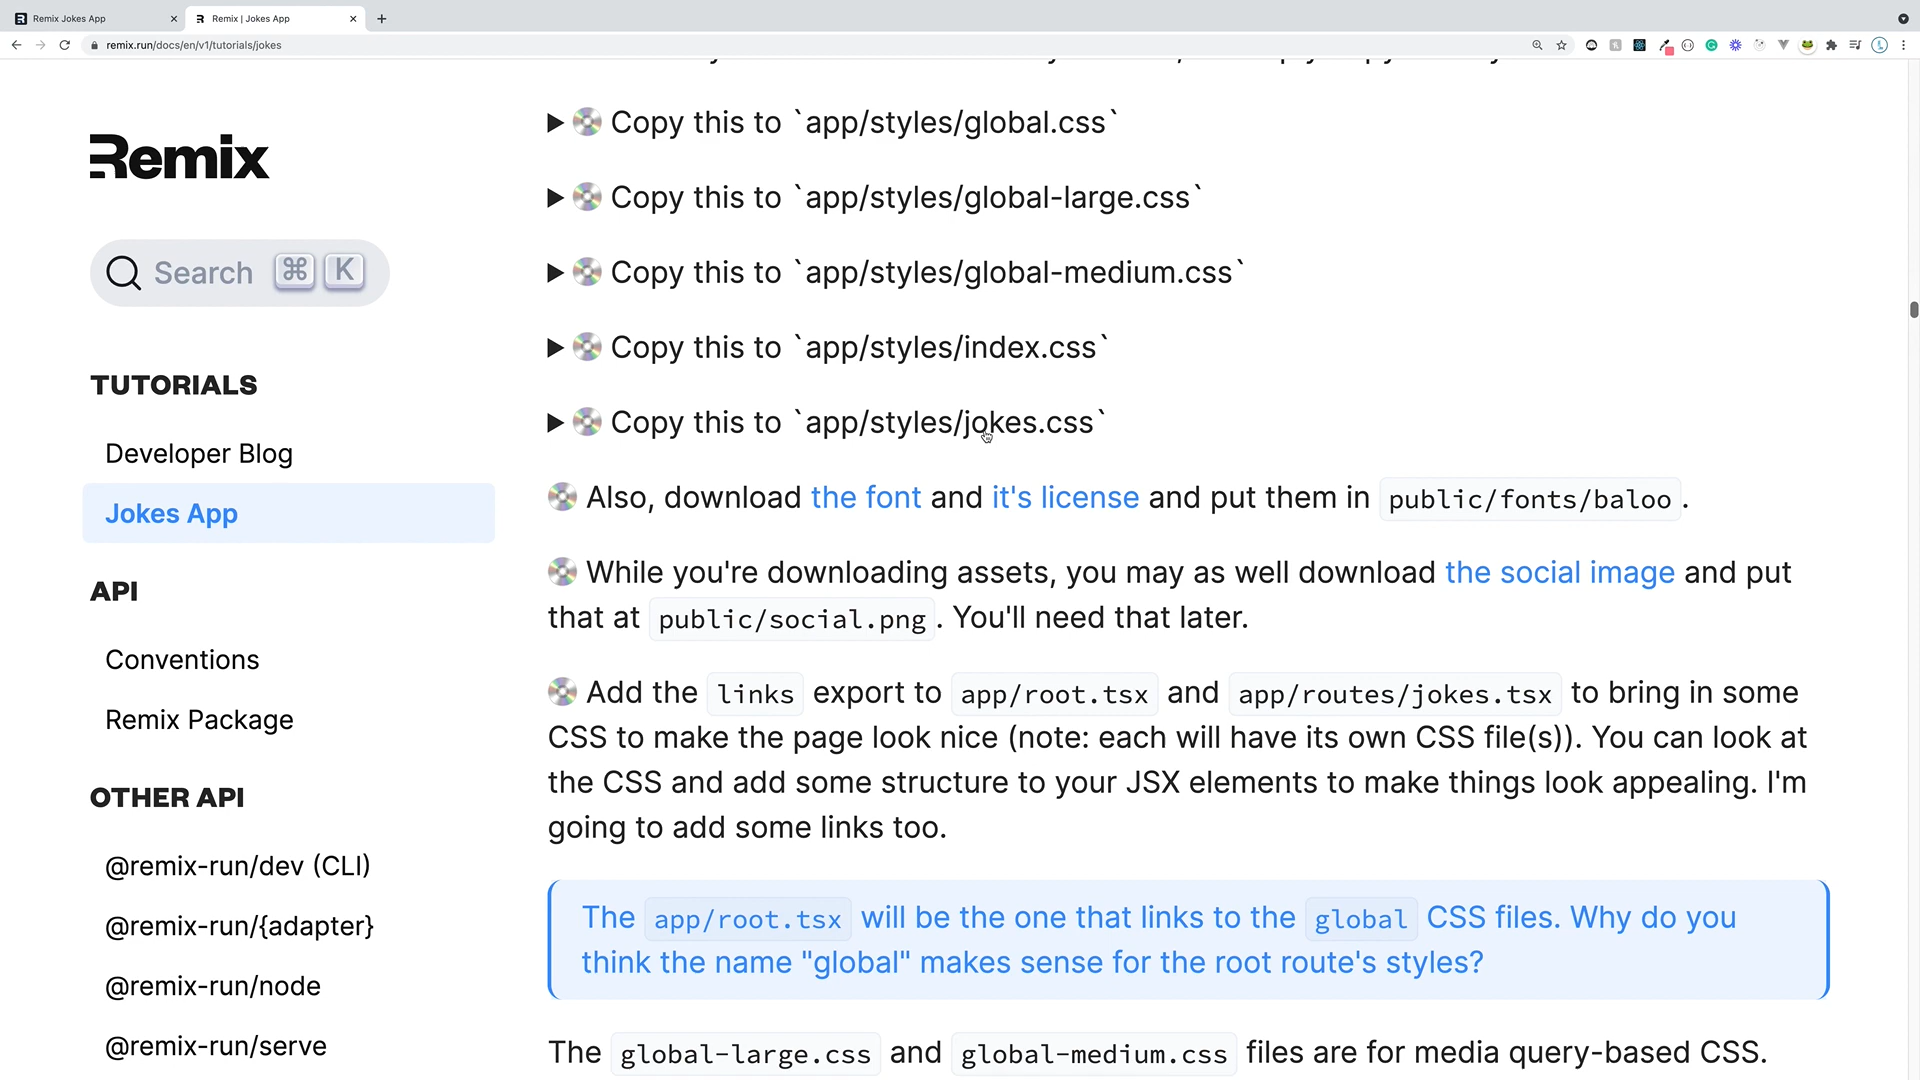 Remix Jokes App
Remix | Jokes App
remix.run/docs/en/v1/tutorials/jokes
Remix
Search ⌘ K
TUTORIALS
Developer Blog
Jokes App
API
Conventions
Remix Package
OTHER API
@remix-run/dev (CLI)
@remix-run/{adapter}
@remix-run/node
@remix-run/serve
Copy this to `app/styles/global.css`
Copy this to `app/styles/global-large.css`
Copy this to `app/styles/global-medium.css`
Copy this to `app/styles/index.css`
Copy this to `app/styles/jokes.css`
Also, download the font and it's license and put them in public/fonts/baloo.
While you're downloading assets, you may as well download the social image and put
that at public/social.png. You'll need that later.
Add the links export to app/root.tsx and app/routes/jokes.tsx to bring in some
CSS to make the page look nice (note: each will have its own CSS file(s)). You can look at
the CSS and add some structure to your JSX elements to make things look appealing. I'm
going to add some links too.
The app/root.tsx will be the one that links to the global CSS files. Why do you
think the name "global" makes sense for the root route's styles?
The global-large.css and global-medium.css files are for media query-based CSS.